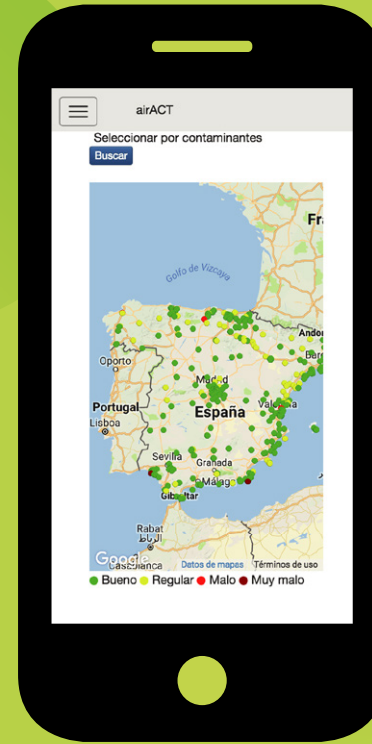 airACT
Seleccionar por contaminantes
Buscar
Golfo de Vizcaya
Fr
Andor
Bar
Oporto
Madrid
Portugal
España
Valencia
Lisboa
Sevilla
Granada
Málaga
Gibraltar
Rabat
الرباط
Google
Casablanca
Datos de mapas
Términos de uso
Bueno Regular Malo Muy malo